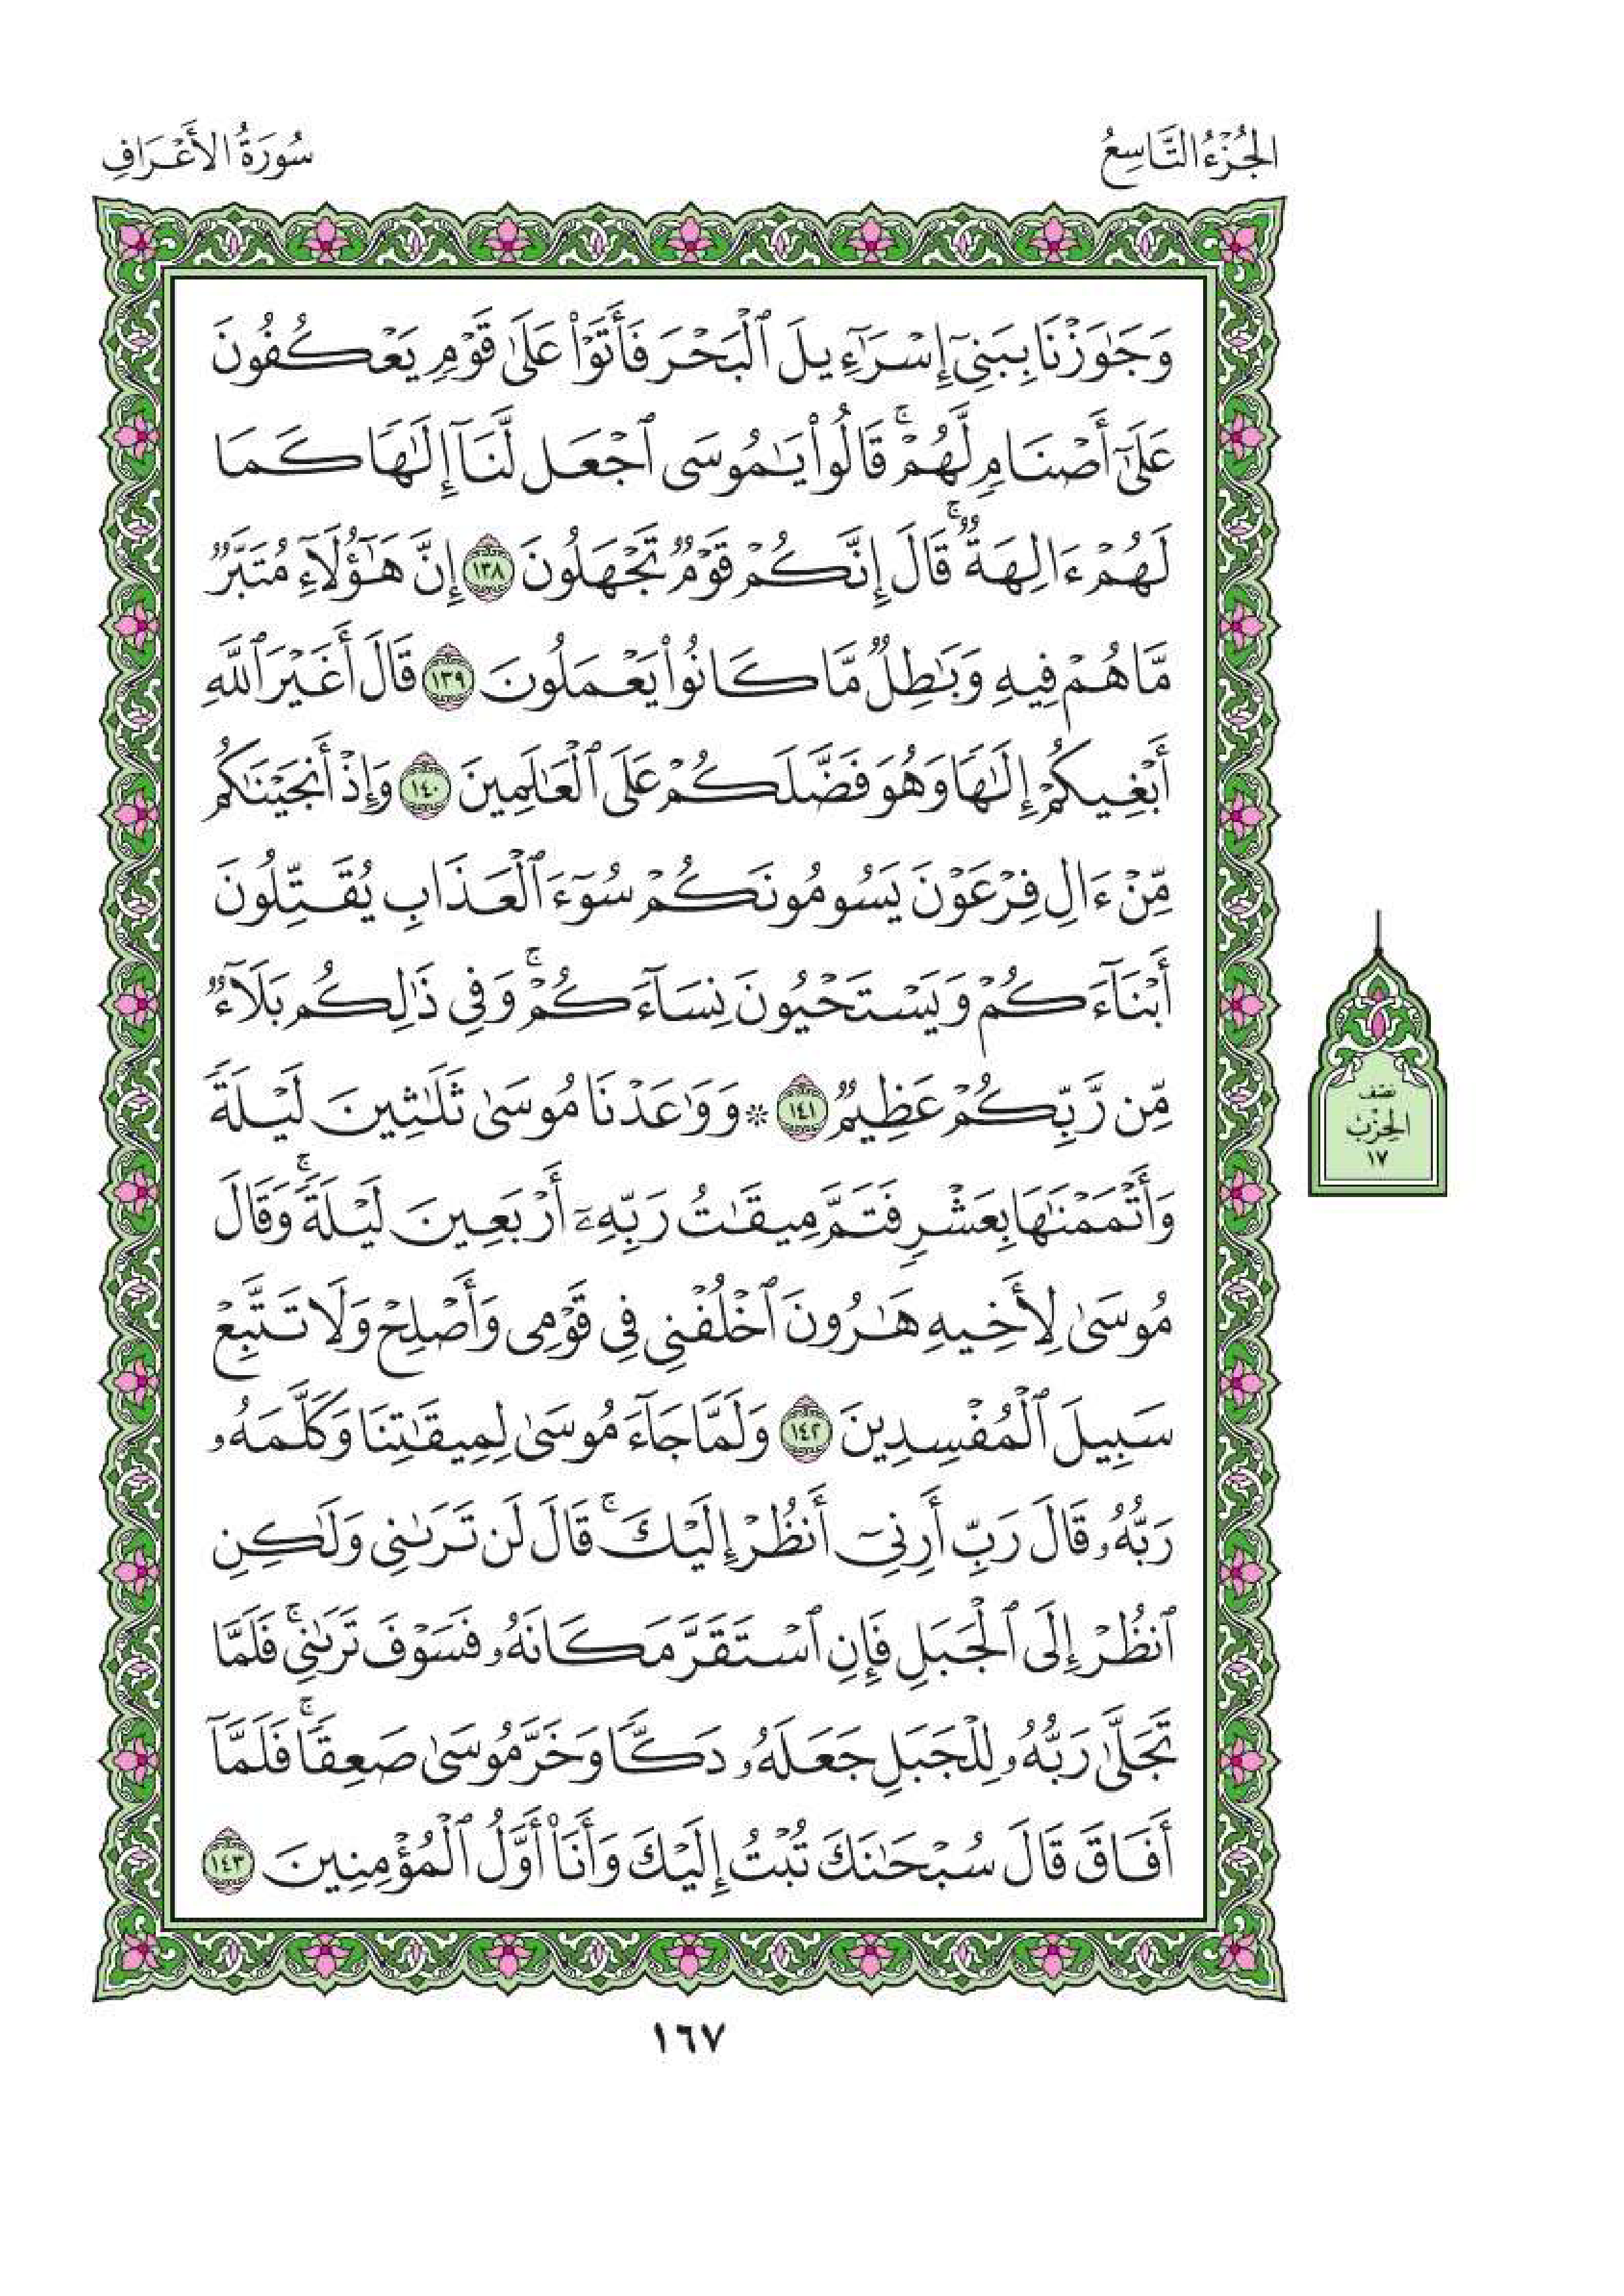 الجُزْءُ التَّاسِعُ
سُورَةُ الأَعْرَافِ
وَجَٰوَزْنَا بِبَنِىٓ إِسْرَٰٓءِيلَ ٱلْبَحْرَ فَأَتَوْا۟ عَلَىٰ قَوْمٍ يَعْكُفُونَ
عَلَىٰٓ أَصْنَامٍ لَّهُمْ ۚ قَالُوا۟ يَٰمُوسَى ٱجْعَل لَّنَآ إِلَٰهًا كَمَا
لَهُمْ ءَالِهَةٌ ۚ قَالَ إِنَّكُمْ قَوْمٌ تَجْهَلُونَ ١٣٨ إِنَّ هَٰٓؤُلَآءِ مُتَبَّرٌ
مَّا هُمْ فِيهِ وَبَٰطِلٌ مَّا كَانُوا۟ يَعْمَلُونَ ١٣٩ قَالَ أَغَيْرَ ٱللَّهِ
أَبْغِيكُمْ إِلَٰهًا وَهُوَ فَضَّلَكُمْ عَلَى ٱلْعَٰلَمِينَ ١٤٠ وَإِذْ أَنجَيْنَٰكُم
مِّنْ ءَالِ فِرْعَوْنَ يَسُومُونَكُمْ سُوٓءَ ٱلْعَذَابِ يُقَتِّلُونَ
أَبْنَآءَكُمْ وَيَسْتَحْيُونَ نِسَآءَكُمْ ۚ وَفِى ذَٰلِكُم بَلَآءٌ
مِّن رَّبِّكُمْ عَظِيمٌ ١٤١ ۞ وَوَٰعَدْنَا مُوسَىٰ ثَلَٰثِينَ لَيْلَةً
وَأَتْمَمْنَٰهَا بِعَشْرٍ فَتَمَّ مِيقَٰتُ رَبِّهِۦٓ أَرْبَعِينَ لَيْلَةً ۚ وَقَالَ
مُوسَىٰ لِأَخِيهِ هَٰرُونَ ٱخْلُفْنِى فِى قَوْمِى وَأَصْلِحْ وَلَا تَتَّبِعْ
سَبِيلَ ٱلْمُفْسِدِينَ ١٤٢ وَلَمَّا جَآءَ مُوسَىٰ لِمِيقَٰتِنَا وَكَلَّمَهُۥ
رَبُّهُۥ قَالَ رَبِّ أَرِنِىٓ أَنظُرْ إِلَيْكَ ۚ قَالَ لَن تَرَىٰنِى وَلَٰكِنِ
ٱنظُرْ إِلَى ٱلْجَبَلِ فَإِنِ ٱسْتَقَرَّ مَكَانَهُۥ فَسَوْفَ تَرَىٰنِى ۚ فَلَمَّا
تَجَلَّىٰ رَبُّهُۥ لِلْجَبَلِ جَعَلَهُۥ دَكًّا وَخَرَّ مُوسَىٰ صَعِقًا ۚ فَلَمَّآ
أَفَاقَ قَالَ سُبْحَٰنَكَ تُبْتُ إِلَيْكَ وَأَنَا۠ أَوَّلُ ٱلْمُؤْمِنِينَ ١٤٣
نصف
الحِزْب
١٧
١٦٧